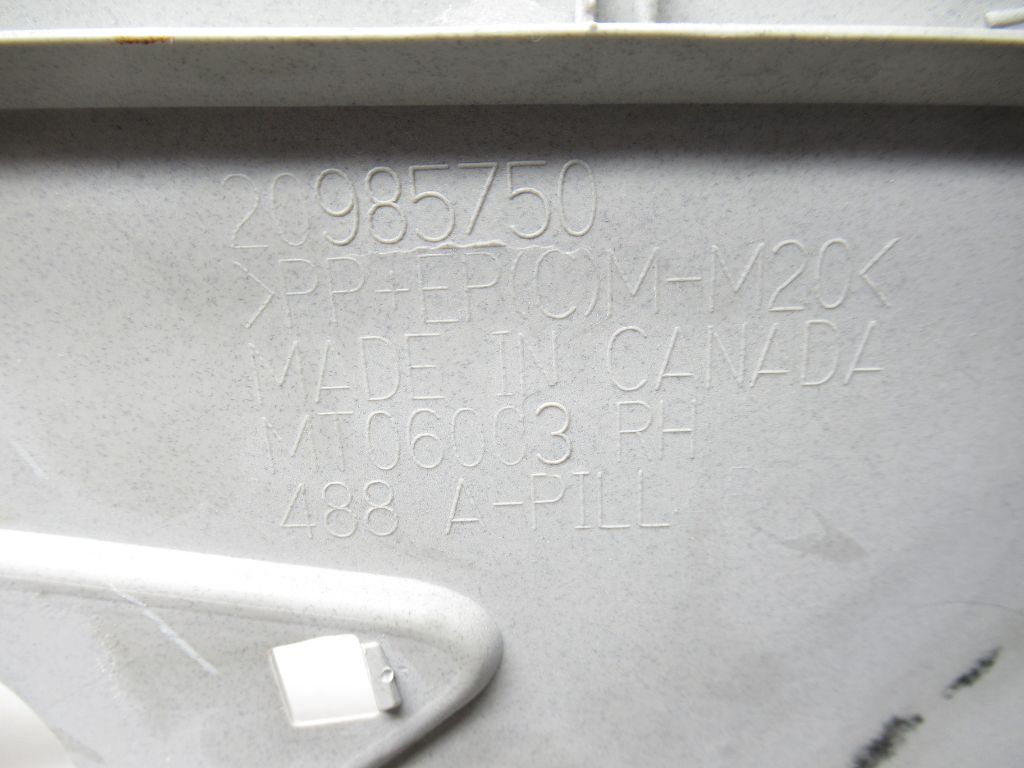 20985750
>PP+EP(C)M-M20<
MADE IN CANADA
MT06003 RH
488 A-PILL